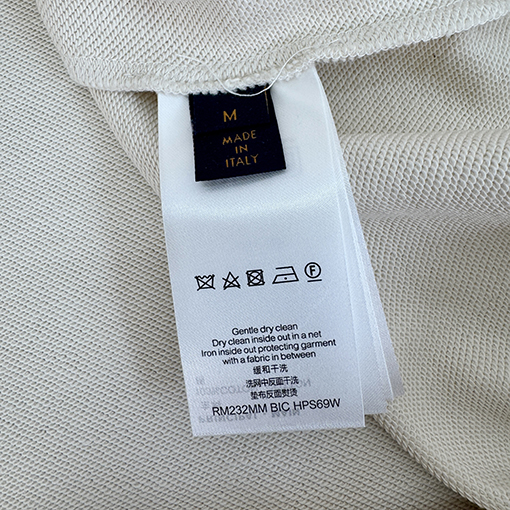 M
MADE
IN
ITALY
F
Gentle dry clean
Dry clean inside out in a net
Iron inside out protecting garment
with a fabric in between
缓和干洗
洗网中反面干洗
垫布反面熨烫
RM232MM BIC HPS69W